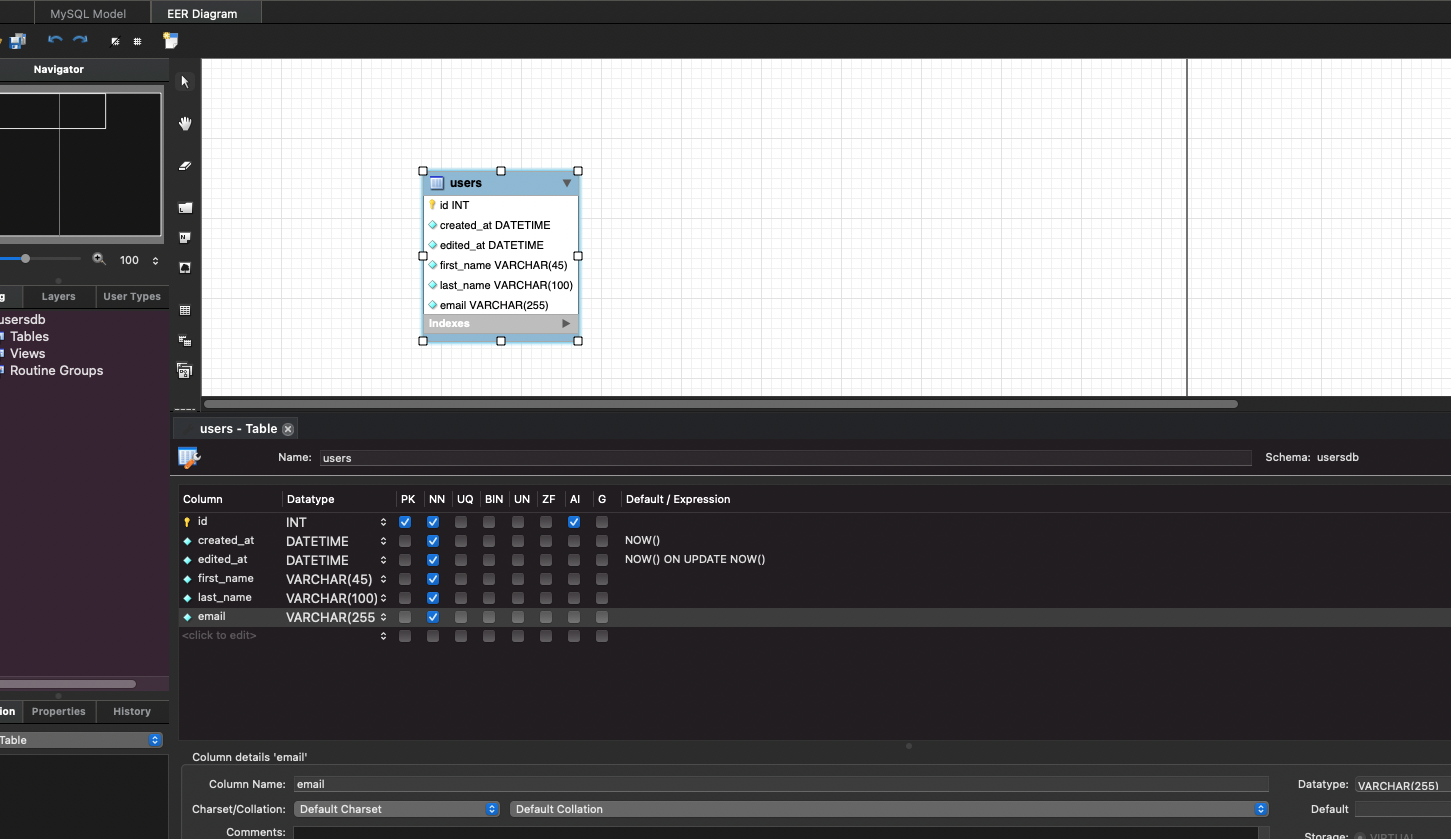 MySQL Model EER Diagram
Navigator
100
g Layers User Types
usersdb
Tables
Views
Routine Groups
ion Properties History
Table
users
id INT
created_at DATETIME
edited_at DATETIME
first_name VARCHAR(45)
last_name VARCHAR(100)
email VARCHAR(255)
Indexes
users - Table
Name: users Schema: usersdb
Column Datatype PK NN UQ BIN UN ZF AI G Default / Expression
id INT
created_at DATETIME NOW()
edited_at DATETIME NOW() ON UPDATE NOW()
first_name VARCHAR(45)
last_name VARCHAR(100)
email VARCHAR(255
<click to edit>
Column details 'email'
Column Name: email Datatype: VARCHAR(255)
Charset/Collation: Default Charset Default Collation Default
Comments: Storage: VIRTUAL